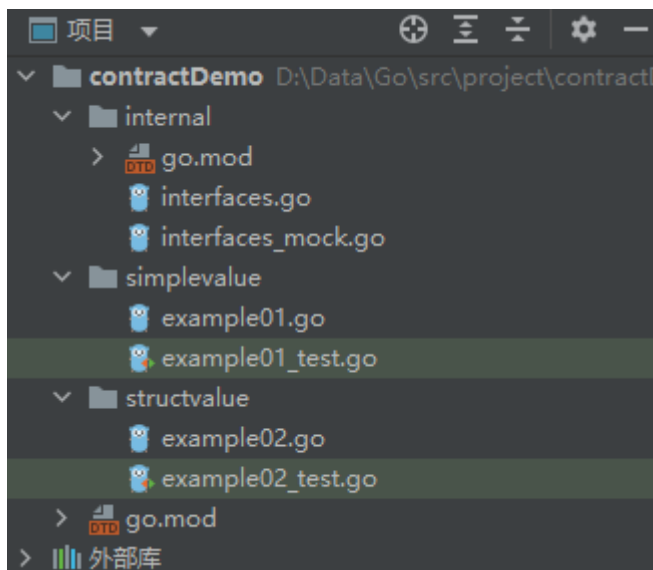 项目
contractDemo D:\Data\Go\src\project\contract
internal
go.mod
interfaces.go
interfaces_mock.go
simplevalue
example01.go
example01_test.go
structvalue
example02.go
example02_test.go
go.mod
外部库